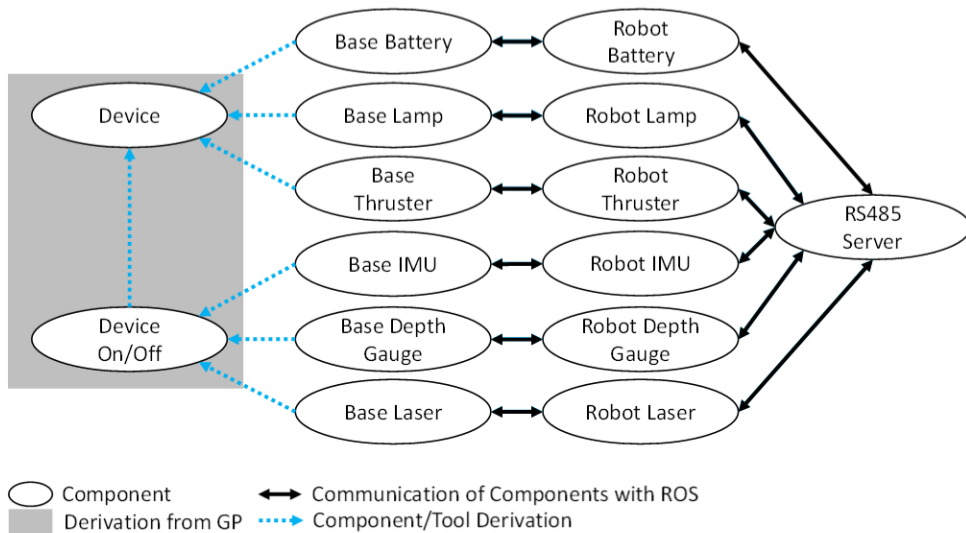 Base Battery
Robot
Battery
Device
Base Lamp
Robot Lamp
Base
Thruster
Robot
Thruster
RS485
Server
Base IMU
Robot IMU
Device
On/Off
Base Depth
Gauge
Robot Depth
Gauge
Base Laser
Robot Laser
Component
Communication of Components with ROS
Derivation from GP
Component/Tool Derivation